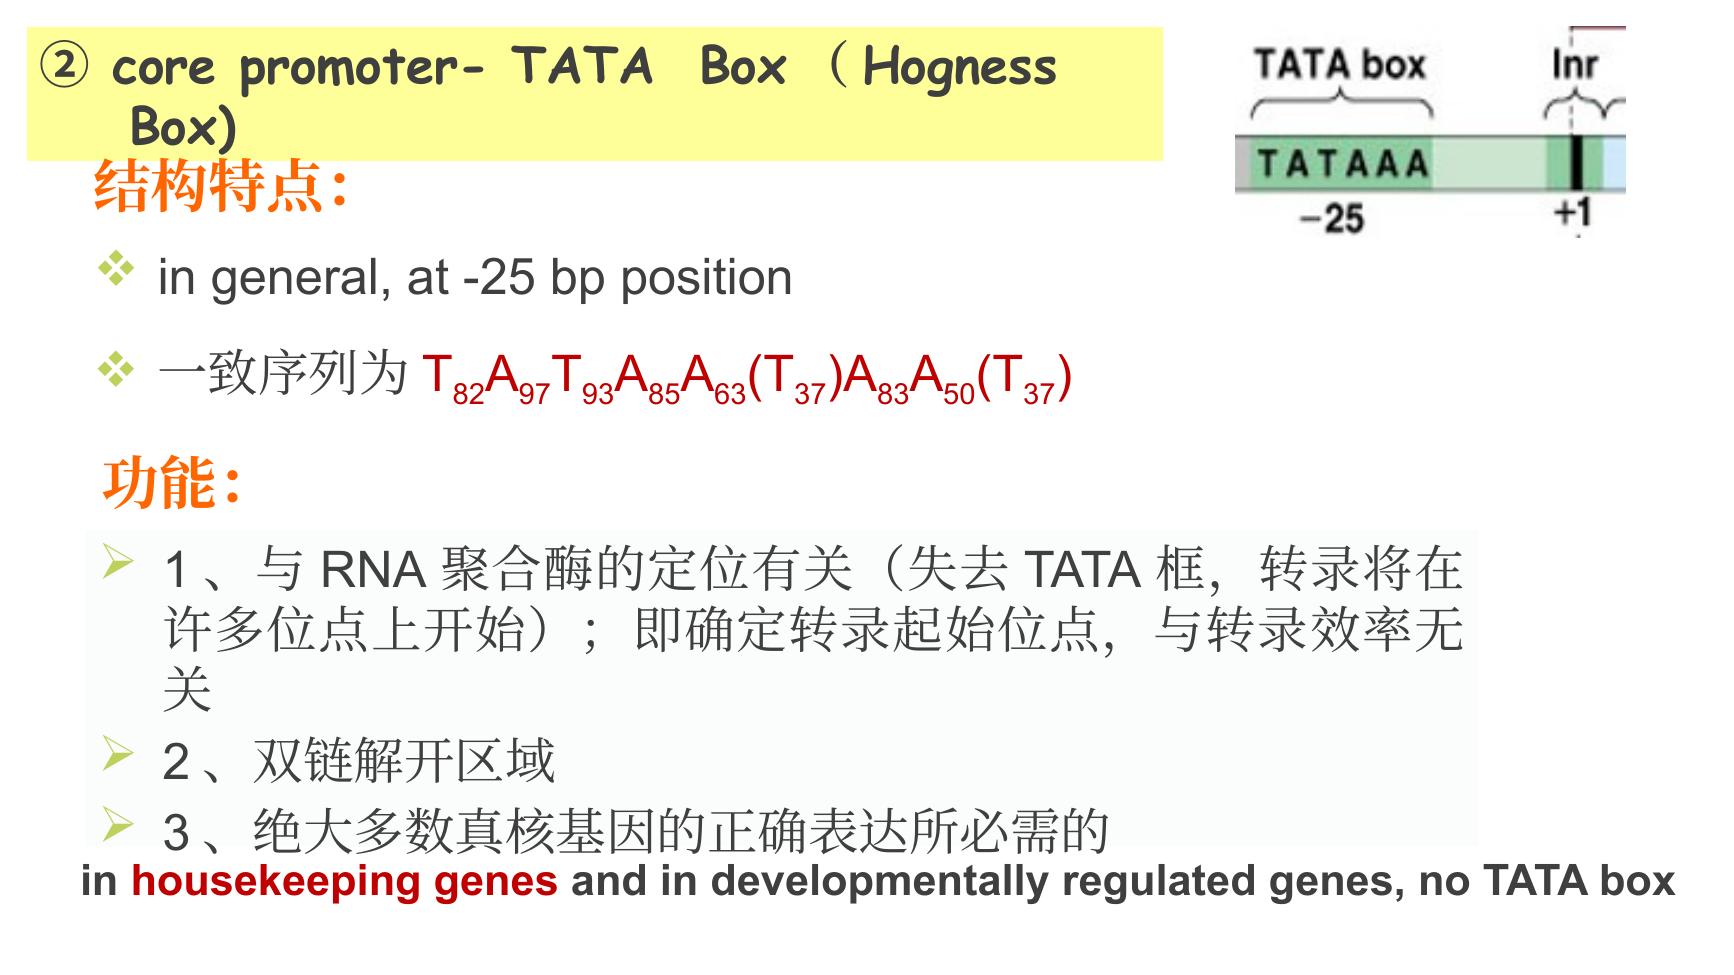 ② core promoter- TATA Box（Hogness
Box)
TATA box
Inr
TATAAA
−25
+1
结构特点：
in general, at -25 bp position
一致序列为 T82A97T93A85A63(T37)A83A50(T37)
功能：
1、与 RNA 聚合酶的定位有关（失去 TATA 框，转录将在
许多位点上开始）；即确定转录起始位点，与转录效率无
关
2、双链解开区域
3、绝大多数真核基因的正确表达所必需的
in housekeeping genes and in developmentally regulated genes, no TATA box